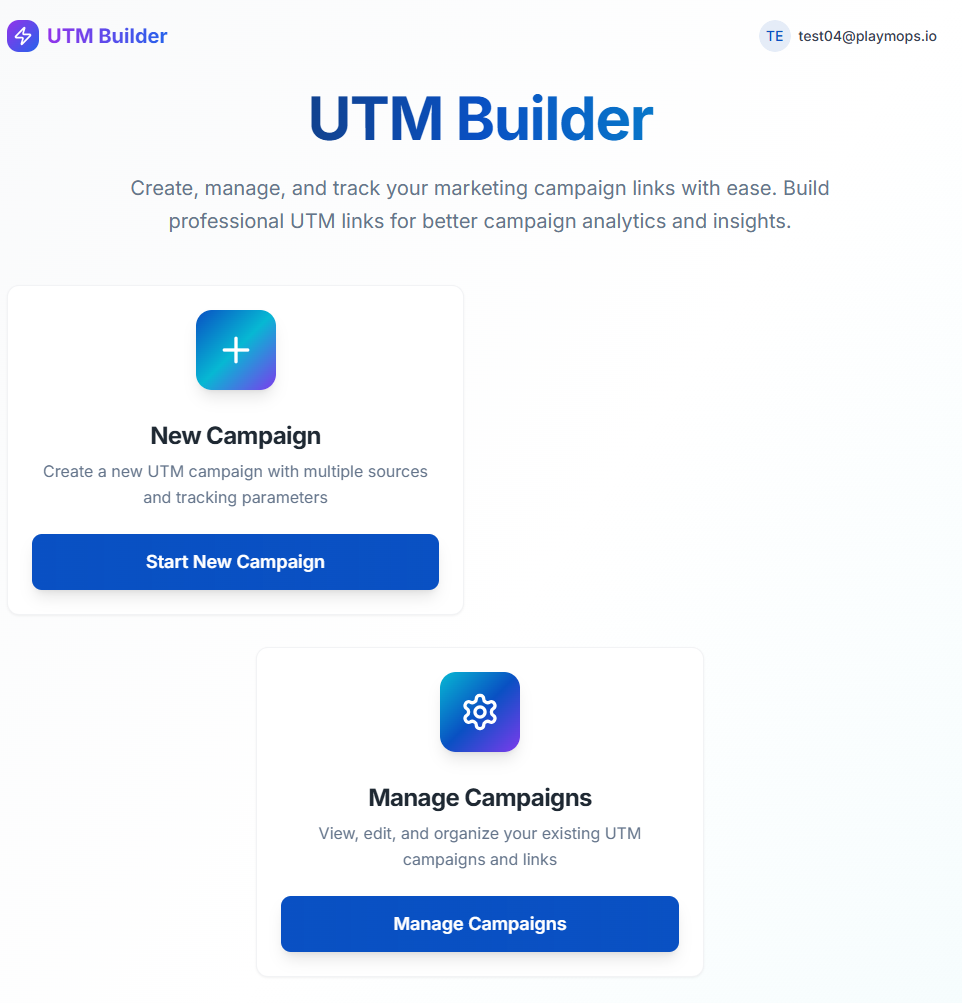 UTM Builder
TE test04@playmops.io
UTM Builder
Create, manage, and track your marketing campaign links with ease. Build
professional UTM links for better campaign analytics and insights.
New Campaign
Create a new UTM campaign with multiple sources
and tracking parameters
Start New Campaign
Manage Campaigns
View, edit, and organize your existing UTM
campaigns and links
Manage Campaigns